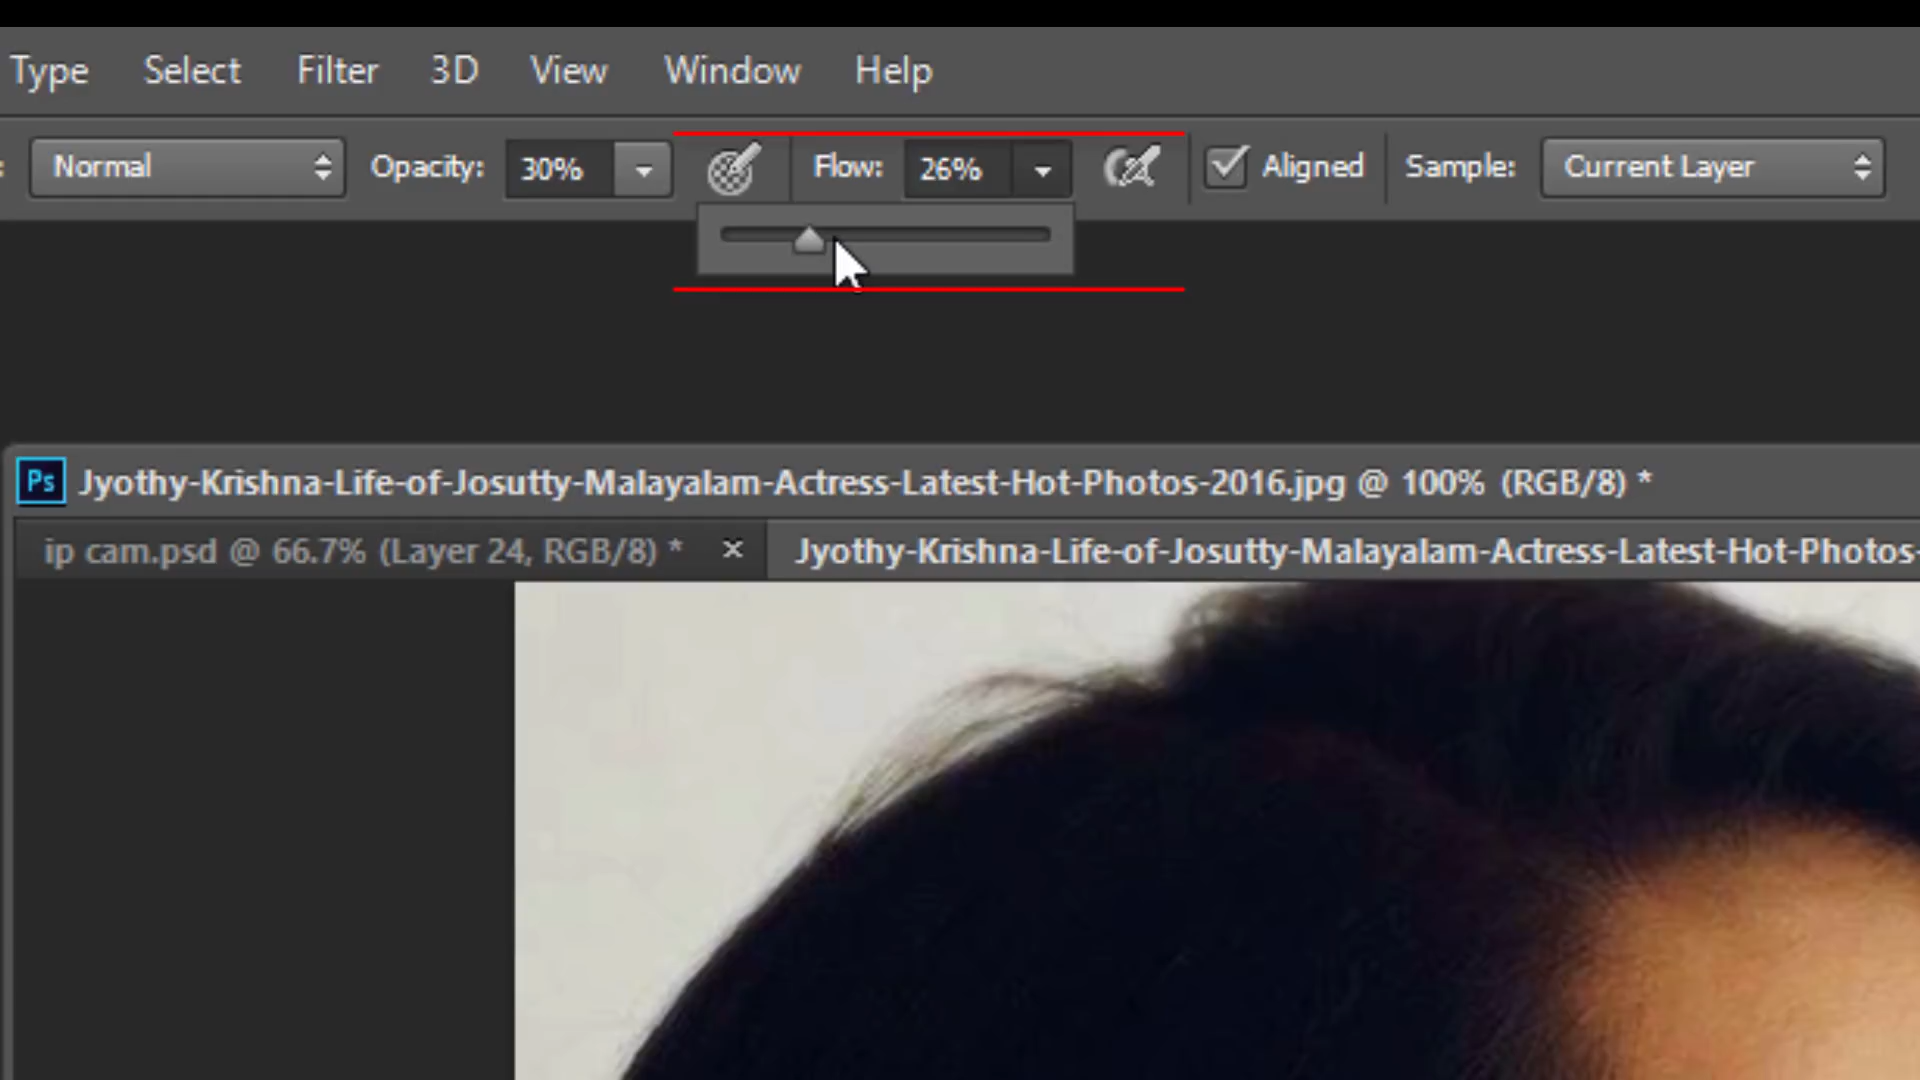 Type Select Filter 3D View Window Help
: Normal Opacity: 30% Flow: 26% Aligned Sample: Current Layer
Ps Jyothy-Krishna-Life-of-Josutty-Malayalam-Actress-Latest-Hot-Photos-2016.jpg @ 100% (RGB/8) *
ip cam.psd @ 66.7% (Layer 24, RGB/8) * × Jyothy-Krishna-Life-of-Josutty-Malayalam-Actress-Latest-Hot-Photos-